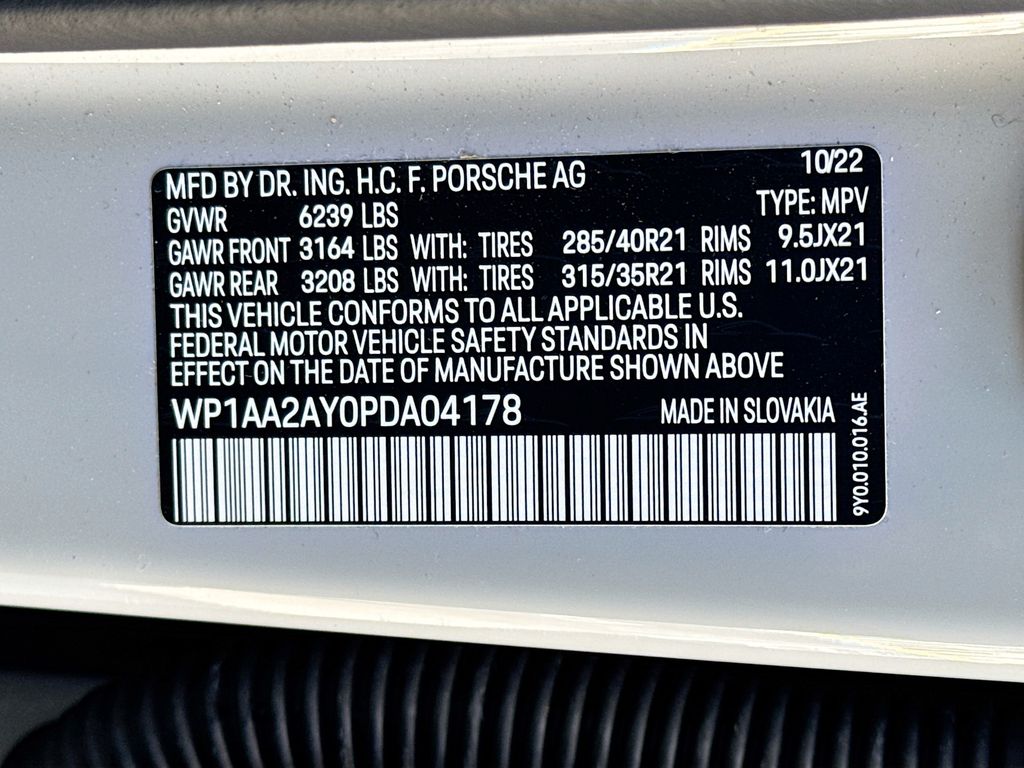 MFD BY DR. ING. H.C. F. PORSCHE AG 10/22
GVWR 6239 LBS TYPE: MPV
GAWR FRONT 3164 LBS WITH: TIRES 285/40R21 RIMS 9.5JX21
GAWR REAR 3208 LBS WITH: TIRES 315/35R21 RIMS 11.0JX21
THIS VEHICLE CONFORMS TO ALL APPLICABLE U.S.
FEDERAL MOTOR VEHICLE SAFETY STANDARDS IN
EFFECT ON THE DATE OF MANUFACTURE SHOWN ABOVE
WP1AA2AY0PDA04178 MADE IN SLOVAKIA
9Y0.010.016.AE